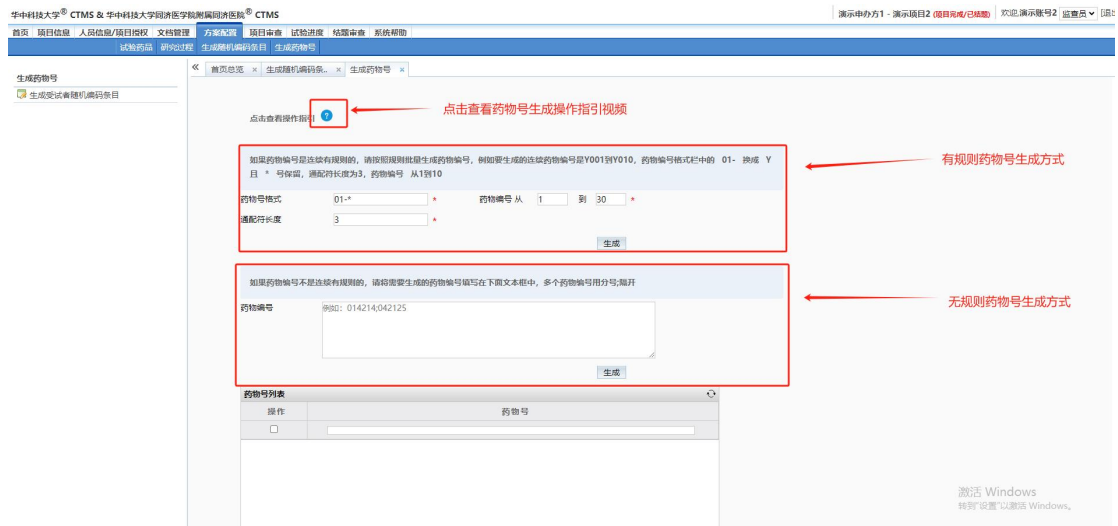 华中科技大学® CTMS & 华中科技大学同济医学院附属同济医院® CTMS
演示申办方1 - 演示项目2 (项目完成/已结题) 欢迎,演示账号2 监查员 [退出
首页 项目信息 人员信息/项目授权 文档管理 方案配置 项目审查 试验进度 结题审查 系统帮助
试验药品 研究过程 生成随机编码条目 生成药物号
生成药物号
生成受试者随机编码条目
« 首页总览 × 生成随机编码条.. × 生成药物号 ×
点击查看操作指引 ?
点击查看药物号生成操作指引视频
如果药物编号是连续有规则的，请按照规则批量生成药物编号，例如要生成的连续药物编号是Y001到Y010，药物编号格式栏中的 01- 换成 Y
且 * 号保留，通配符长度为3，药物编号 从1到10
有规则药物号生成方式
药物号格式 01-* * 药物编号 从 1 到 30 *
通配符长度 3 *
生成
如果药物编号不是连续有规则的，请将需要生成的药物编号填写在下面文本框中，多个药物编号用分号;隔开
无规则药物号生成方式
药物编号 例如：014214;042125
生成
药物号列表
操作 药物号
激活 Windows
转到"设置"以激活 Windows。